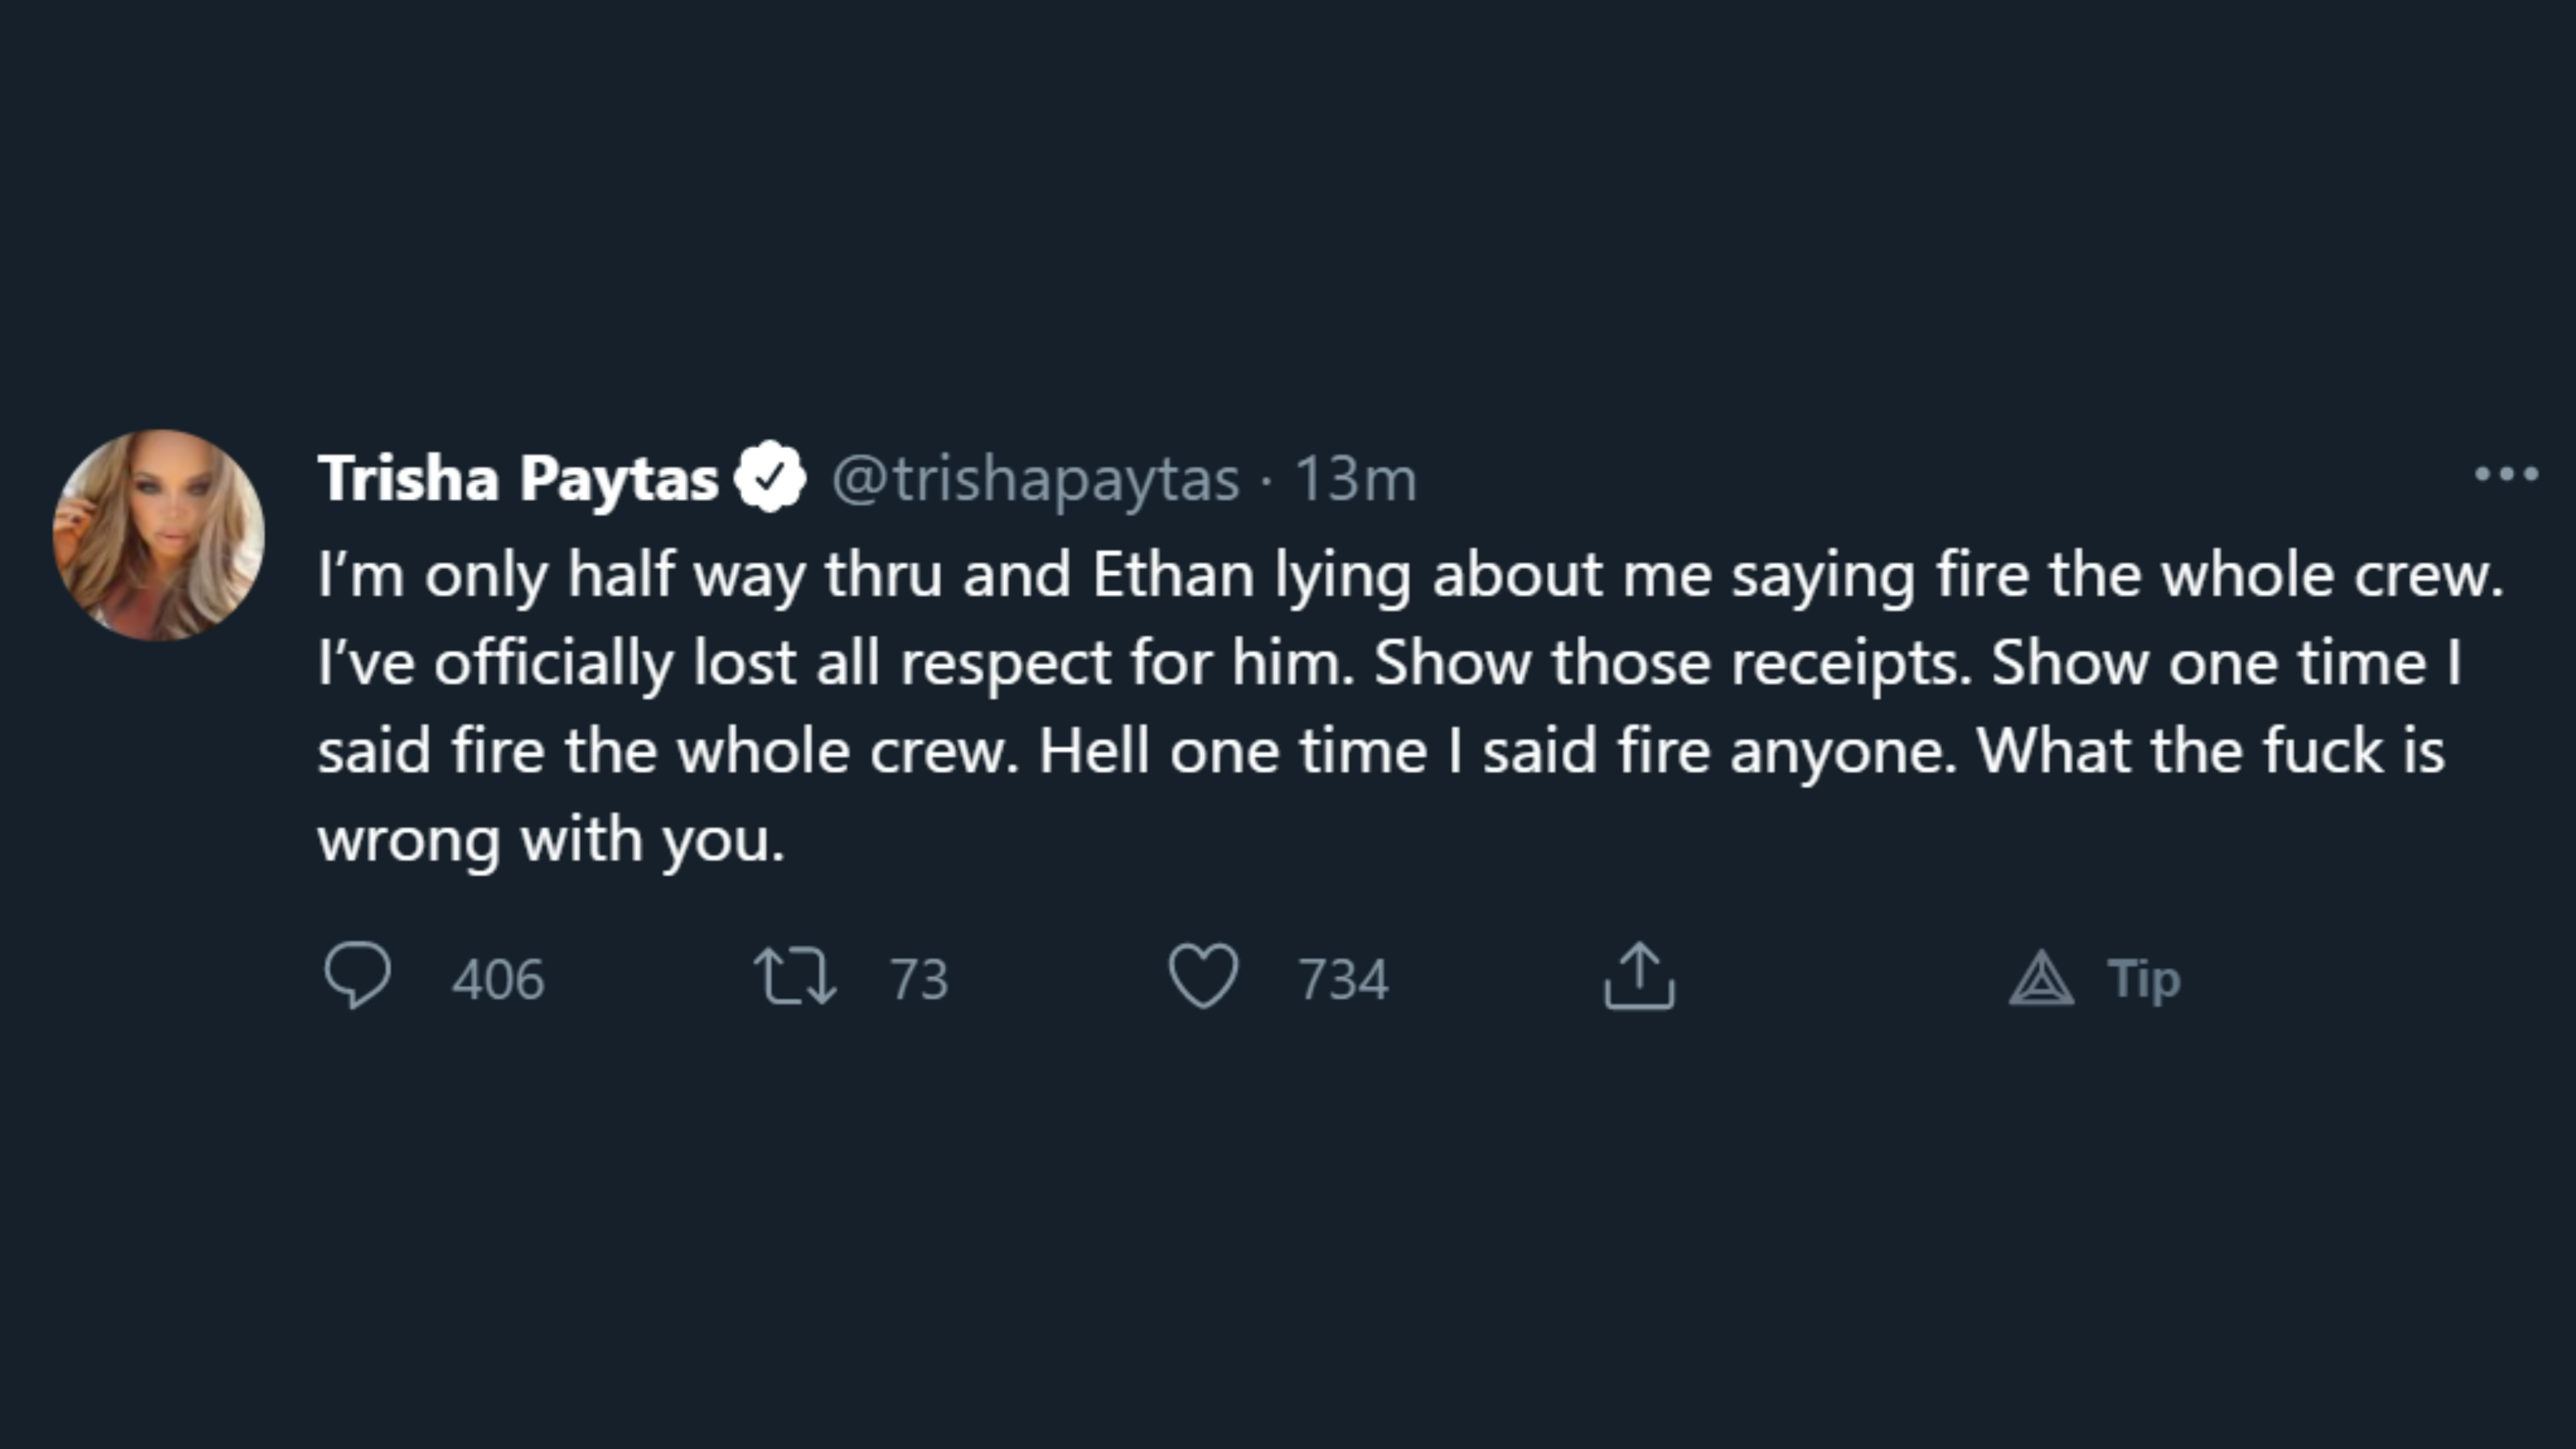 Trisha Paytas @trishapaytas · 13m
I’m only half way thru and Ethan lying about me saying fire the whole crew.
I’ve officially lost all respect for him. Show those receipts. Show one time I
said fire the whole crew. Hell one time I said fire anyone. What the fuck is
wrong with you.
406 73 734 Tip